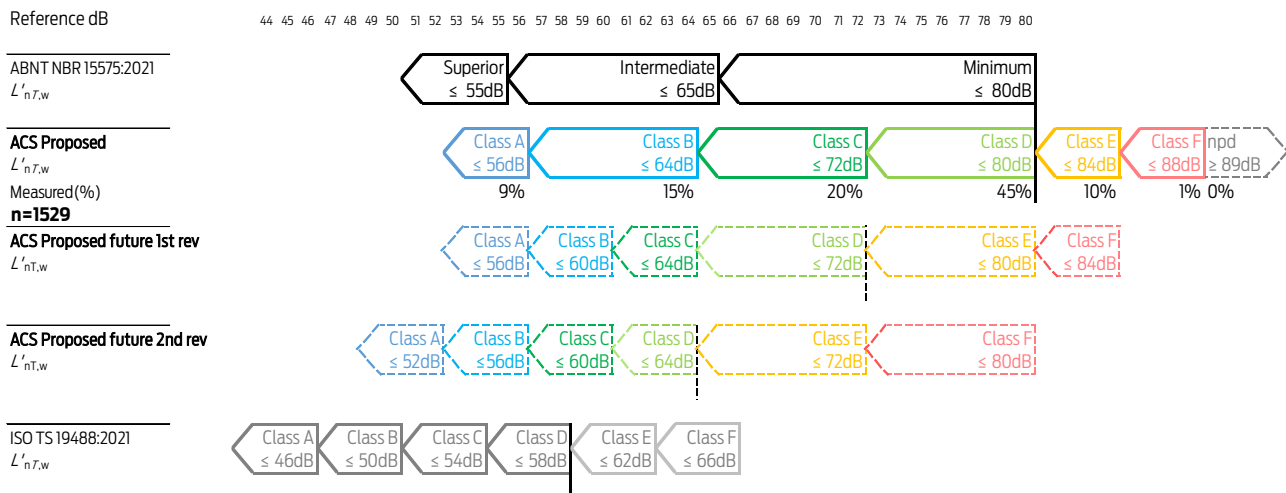 Reference dB 44 45 46 47 48 49 50 51 52 53 54 55 56 57 58 59 60 61 62 63 64 65 66 67 68 69 70 71 72 73 74 75 76 77 78 79 80
ABNT NBR 15575:2021 Superior Intermediate Minimum
L'nT,w ≤ 55dB ≤ 65dB ≤ 80dB
ACS Proposed Class A Class B Class C Class D Class E Class F npd
L'nT,w ≤ 56dB ≤ 64dB ≤ 72dB ≤ 80dB ≤ 84dB ≤ 88dB ≥ 89dB
Measured(%) 9% 15% 20% 45% 10% 1% 0%
n=1529
ACS Proposed future 1st rev Class A Class B Class C Class D Class E Class F
L'nT,w ≤ 56dB ≤ 60dB ≤ 64dB ≤ 72dB ≤ 80dB ≤ 84dB
ACS Proposed future 2nd rev Class A Class B Class C Class D Class E Class F
L'nT,w ≤ 52dB ≤56dB ≤ 60dB ≤ 64dB ≤ 72dB ≤ 80dB
ISO TS 19488:2021 Class A Class B Class C Class D Class E Class F
L'nT,w ≤ 46dB ≤ 50dB ≤ 54dB ≤ 58dB ≤ 62dB ≤ 66dB